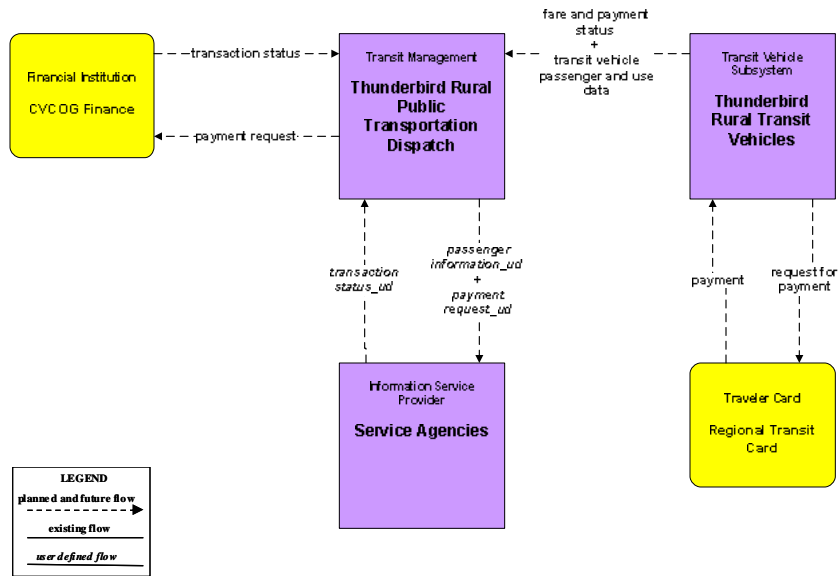 Financial Institution
CVCOG Finance
transaction status
payment request
Transit Management
Thunderbird Rural
Public
Transportation
Dispatch
fare and payment
status
+
transit vehicle
passenger and use
data
Transit Vehicle
Subsystem
Thunderbird
Rural Transit
Vehicles
transaction
status_ud
passenger
information_ud
+
payment
request_ud
payment
request for
payment
Information Service
Provider
Service Agencies
Traveler Card
Regional Transit
Card
LEGEND
planned and future flow
existing flow
user defined flow